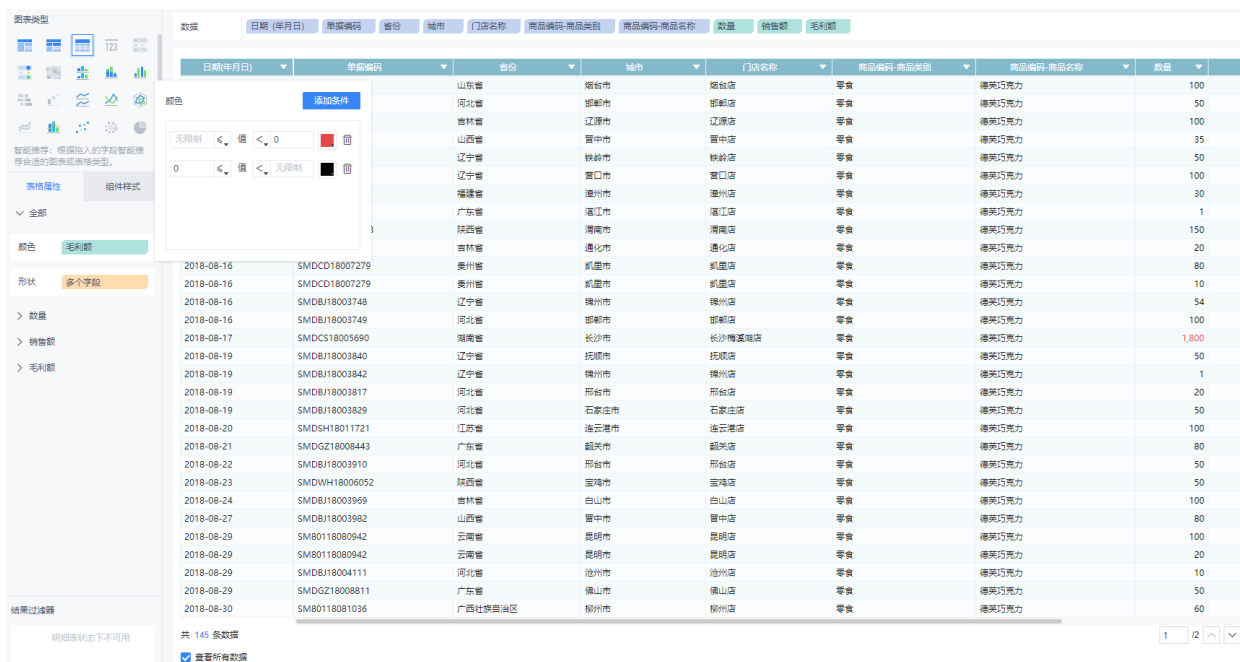 图表类型
123
智能推荐：根据拖入的字段智能推
荐合适的图表或表格类型。
表格属性 组件样式
全部
颜色 毛利额
形状 多个字段
数量
销售额
毛利额
结果过滤器
明细表状态下不可用
数据 日期（年月日） 单据编码 省份 城市 门店名称 商品编码-商品类别 商品编码-商品名称 数量 销售额 毛利额
颜色 添加条件
无限制 ≤ 值 < 0
0 ≤ 值 < 无限制
日期(年月日) 单据编码 省份 城市 门店名称 商品编码-商品类别 商品编码-商品名称 数量
山东省 烟台市 烟台店 零食 德芙巧克力 100
河北省 邯郸市 邯郸店 零食 德芙巧克力 50
吉林省 辽源市 辽源店 零食 德芙巧克力 100
山西省 晋中市 晋中店 零食 德芙巧克力 35
辽宁省 铁岭市 铁岭店 零食 德芙巧克力 50
辽宁省 营口市 营口店 零食 德芙巧克力 100
福建省 漳州市 漳州店 零食 德芙巧克力 30
广东省 湛江市 湛江店 零食 德芙巧克力 1
3 陕西省 渭南市 渭南店 零食 德芙巧克力 150
吉林省 通化市 通化店 零食 德芙巧克力 20
2018-08-16 SMDCD18007279 贵州省 凯里市 凯里店 零食 德芙巧克力 80
2018-08-16 SMDCD18007279 贵州省 凯里市 凯里店 零食 德芙巧克力 10
2018-08-16 SMDBJ18003748 辽宁省 锦州市 锦州店 零食 德芙巧克力 54
2018-08-16 SMDBJ18003749 河北省 邯郸市 邯郸店 零食 德芙巧克力 100
2018-08-17 SMDCS18005690 湖南省 长沙市 长沙梅溪湖店 零食 德芙巧克力 1,800
2018-08-19 SMDBJ18003840 辽宁省 抚顺市 抚顺店 零食 德芙巧克力 50
2018-08-19 SMDBJ18003842 辽宁省 锦州市 锦州店 零食 德芙巧克力 1
2018-08-19 SMDBJ18003817 河北省 邢台市 邢台店 零食 德芙巧克力 20
2018-08-19 SMDBJ18003829 河北省 石家庄市 石家庄店 零食 德芙巧克力 50
2018-08-20 SMDSH18011721 江苏省 连云港市 连云港店 零食 德芙巧克力 100
2018-08-21 SMDGZ18008443 广东省 韶关市 韶关店 零食 德芙巧克力 80
2018-08-22 SMDBJ18003910 河北省 邢台市 邢台店 零食 德芙巧克力 50
2018-08-23 SMDWH18006052 陕西省 宝鸡市 宝鸡店 零食 德芙巧克力 50
2018-08-24 SMDBJ18003969 吉林省 白山市 白山店 零食 德芙巧克力 100
2018-08-27 SMDBJ18003982 山西省 晋中市 晋中店 零食 德芙巧克力 80
2018-08-29 SM80118080942 云南省 昆明市 昆明店 零食 德芙巧克力 100
2018-08-29 SM80118080942 云南省 昆明市 昆明店 零食 德芙巧克力 20
2018-08-29 SMDBJ18004111 河北省 沧州市 沧州店 零食 德芙巧克力 10
2018-08-29 SMDGZ18008811 广东省 佛山市 佛山店 零食 德芙巧克力 50
2018-08-30 SM80118081036 广西壮族自治区 柳州市 柳州店 零食 德芙巧克力 60
共 145 条数据 1 /2
查看所有数据